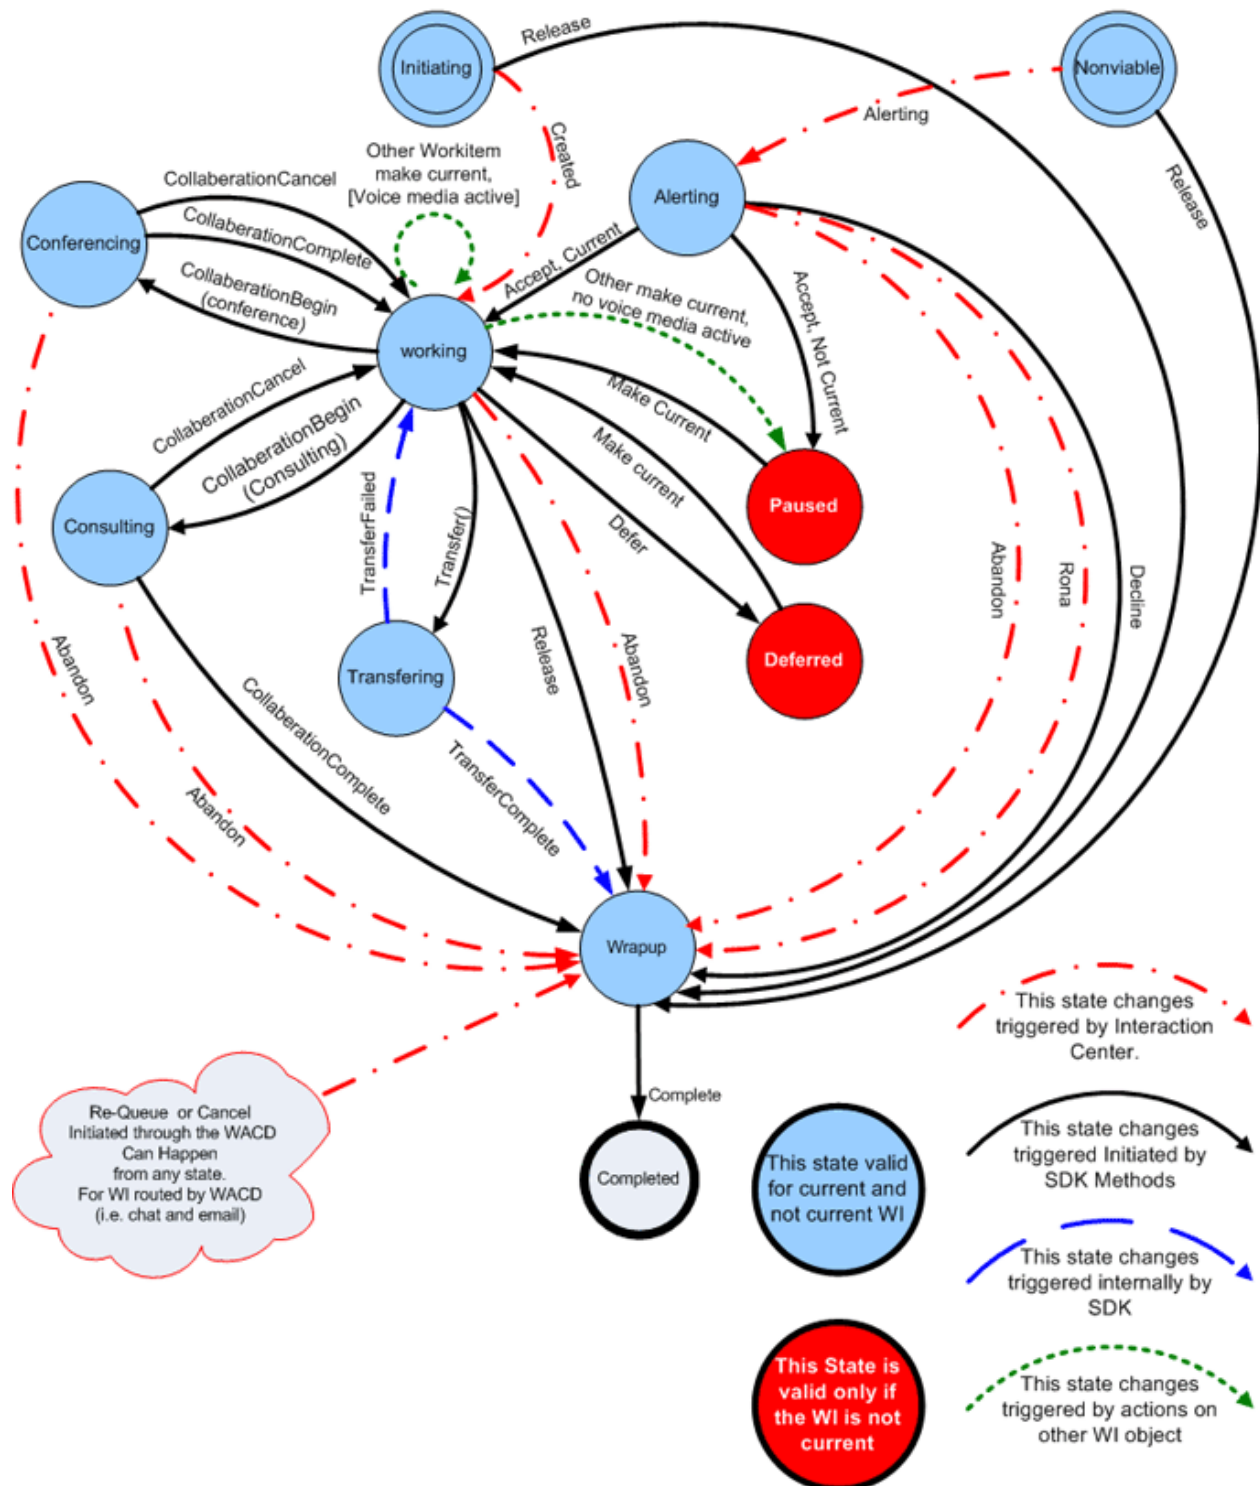 Release
Initiating
Nonviable
Alerting
Created
Other Workitem
make current,
[Voice media active]
CollaberationCancel
Alerting
Release
CollaberationComplete
Conferencing
Accept, Current
CollaberationBegin
(conference)
Other make current,
no voice media active
Accept, Not Current
working
CollaberationCancel
Make Current
CollaberationBegin
(Consulting)
Make current
Paused
Consulting
TransferFailed
Transfer()
Defer
Abandon
Rona
Decline
Release
Abandon
Abandon
Transfering
Deferred
CollaberationComplete
TransferComplete
Abandon
Wrapup
This state changes
triggered by Interaction
Center.
Complete
Re-Queue or Cancel
Initiated through the WACD
Can Happen
from any state.
For WI routed by WACD
(i.e. chat and email)
Completed
This state valid
for current and
not current WI
This state changes
triggered Initiated by
SDK Methods
This state changes
triggered internally by
SDK
This State is
valid only if
the WI is not
current
This state changes
triggered by actions on
other WI object